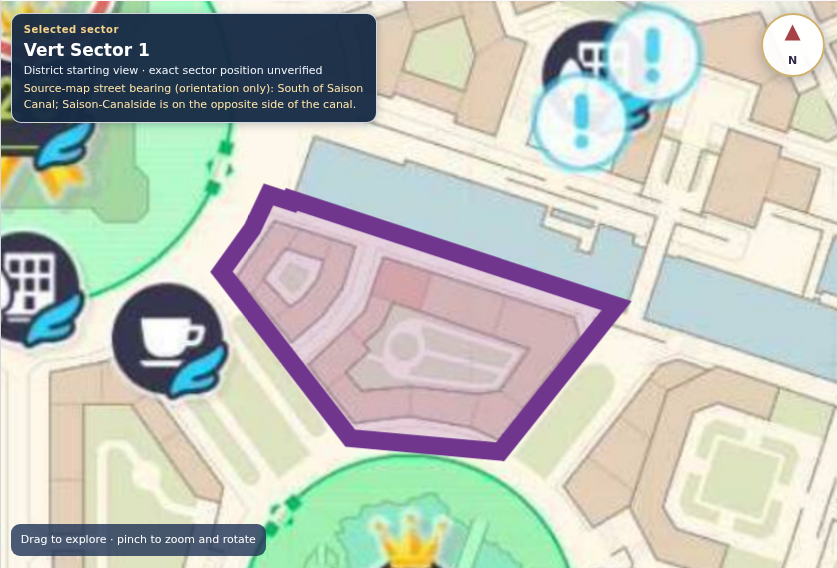 Selected sector
Vert Sector 1
District starting view · exact sector position unverified
Source-map street bearing (orientation only): South of Saison
Canal; Saison-Canalside is on the opposite side of the canal.
N
Drag to explore · pinch to zoom and rotate